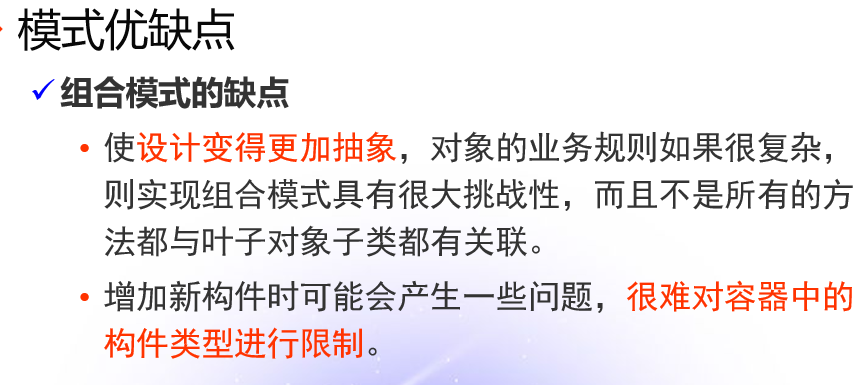 模式优缺点
✓组合模式的缺点
• 使设计变得更加抽象，对象的业务规则如果很复杂，
则实现组合模式具有很大挑战性，而且不是所有的方
法都与叶子对象子类都有关联。
• 增加新构件时可能会产生一些问题，很难对容器中的
构件类型进行限制。